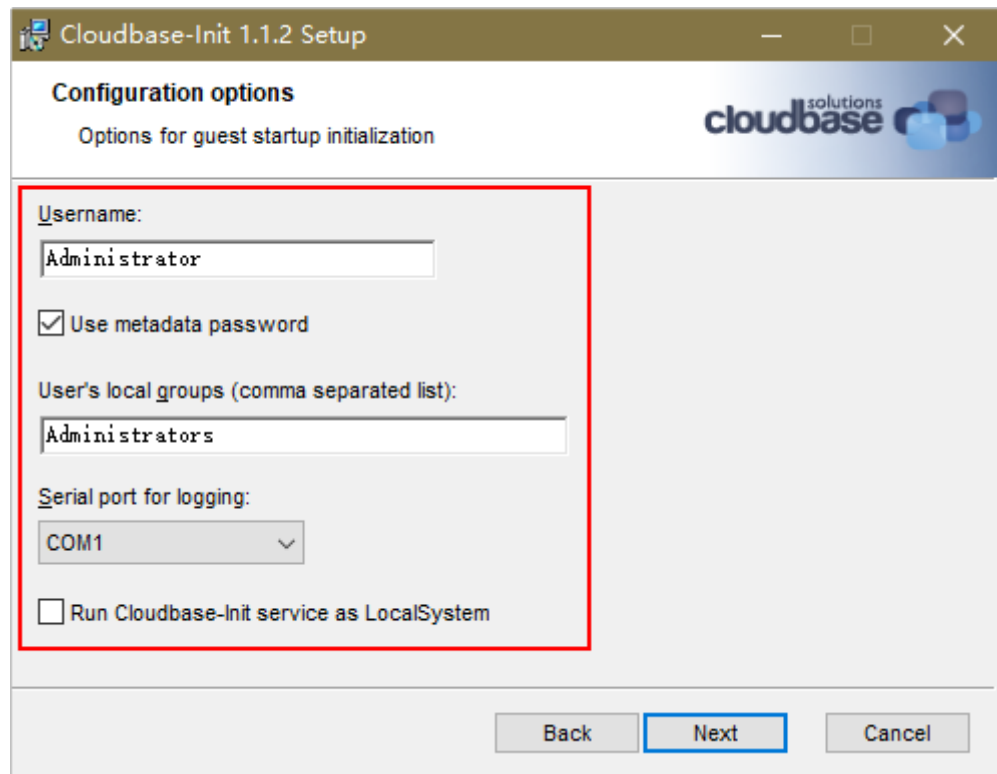 Cloudbase-Init 1.1.2 Setup
Configuration options
Options for guest startup initialization
cloudbase solutions
Username:
Administrator
Use metadata password
User's local groups (comma separated list):
Administrators
Serial port for logging:
COM1
Run Cloudbase-Init service as LocalSystem
Back Next Cancel